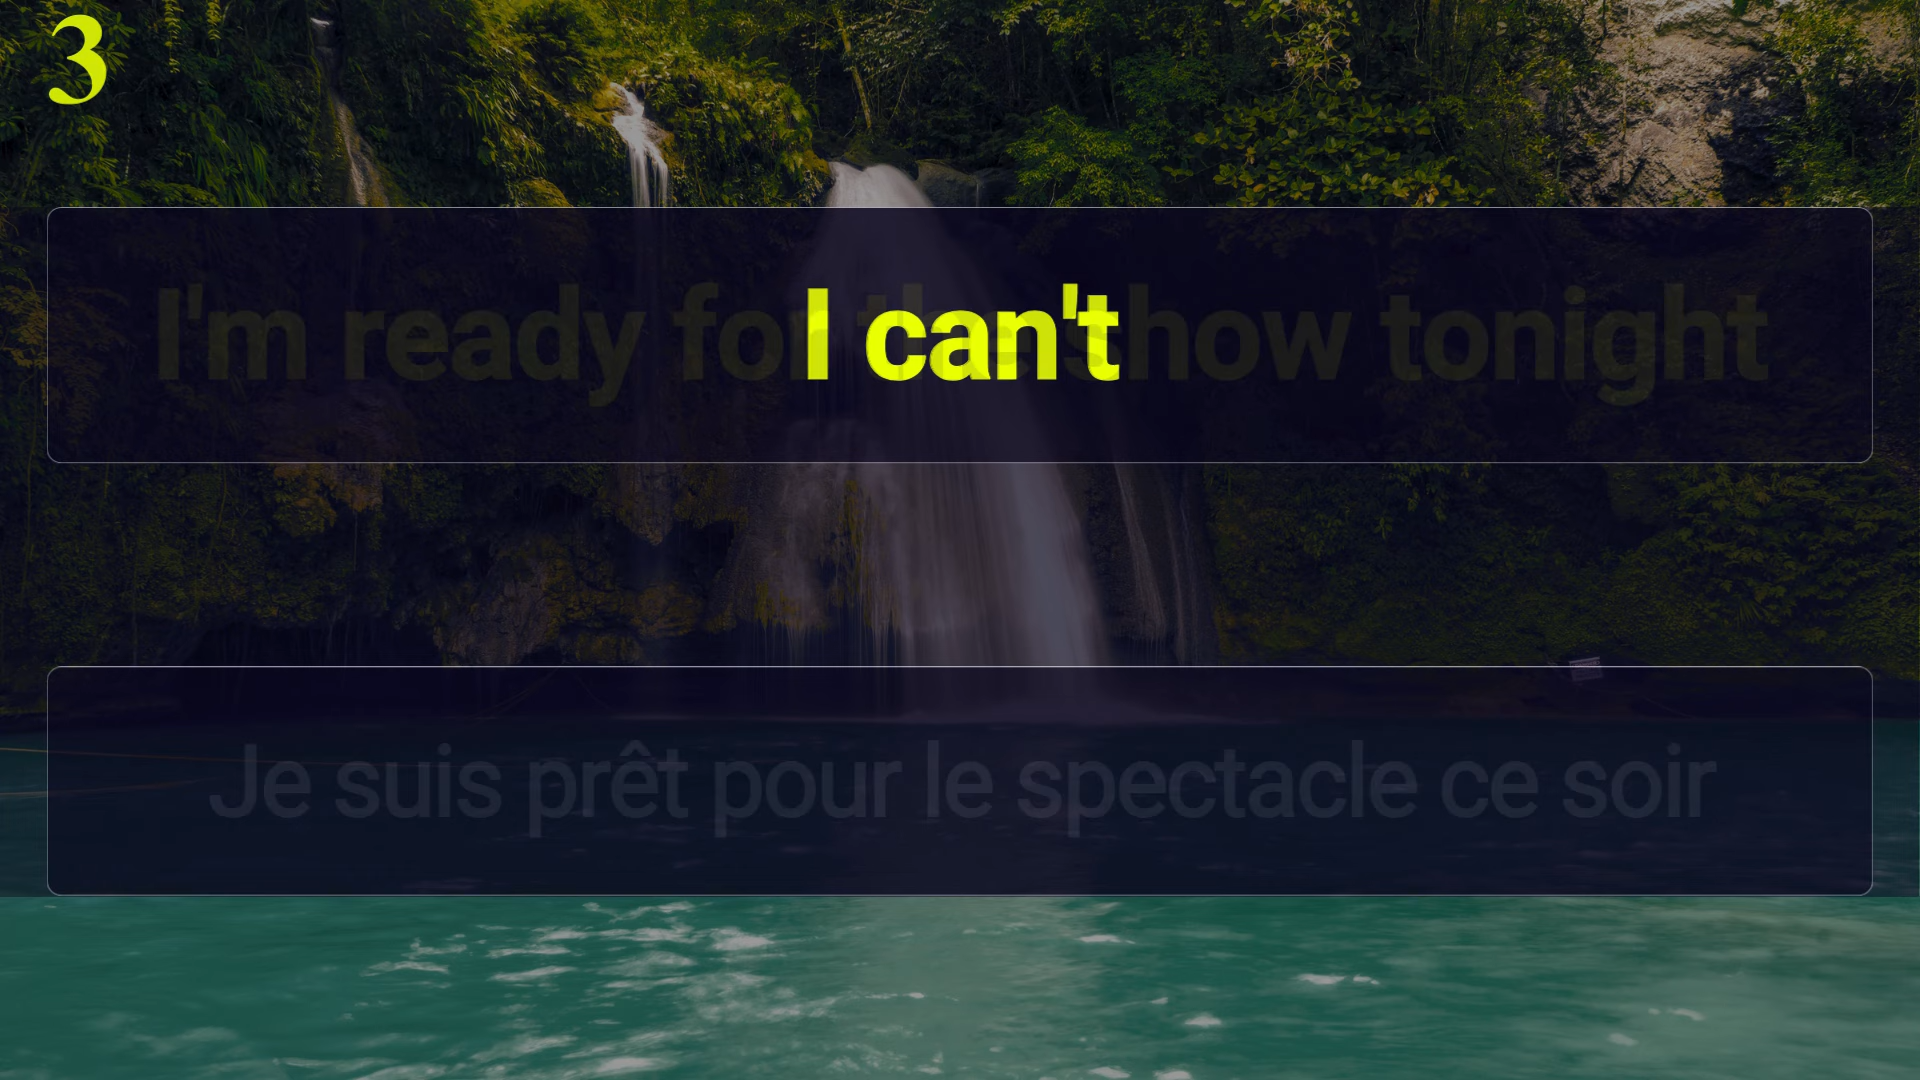 3
I'm ready for the show tonight
I can't
Je suis prêt pour le spectacle ce soir